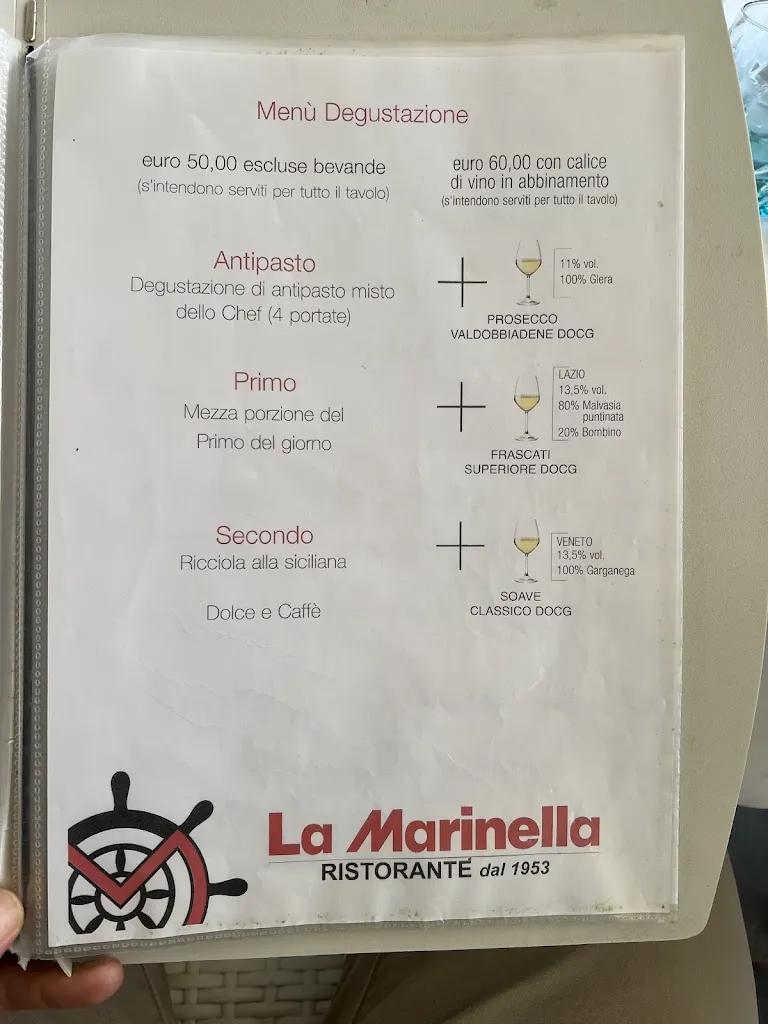 Menù Degustazione
euro 50,00 escluse bevande
(s'intendono serviti per tutto il tavolo)
euro 60,00 con calice
di vino in abbinamento
(s'intendono serviti per tutto il tavolo)
Antipasto
Degustazione di antipasto misto
dello Chef (4 portate)
11% vol.
100% Glera
PROSECCO
VALDOBBIADENE DOCG
Primo
Mezza porzione del
Primo del giorno
LAZIO
13,5% vol.
80% Malvasia
puntinata
20% Bombino
FRASCATI
SUPERIORE DOCG
Secondo
Ricciola alla siciliana
Dolce e Caffè
VENETO
13,5% vol.
100% Garganega
SOAVE
CLASSICO DOCG
La Marinella
RISTORANTE dal 1953